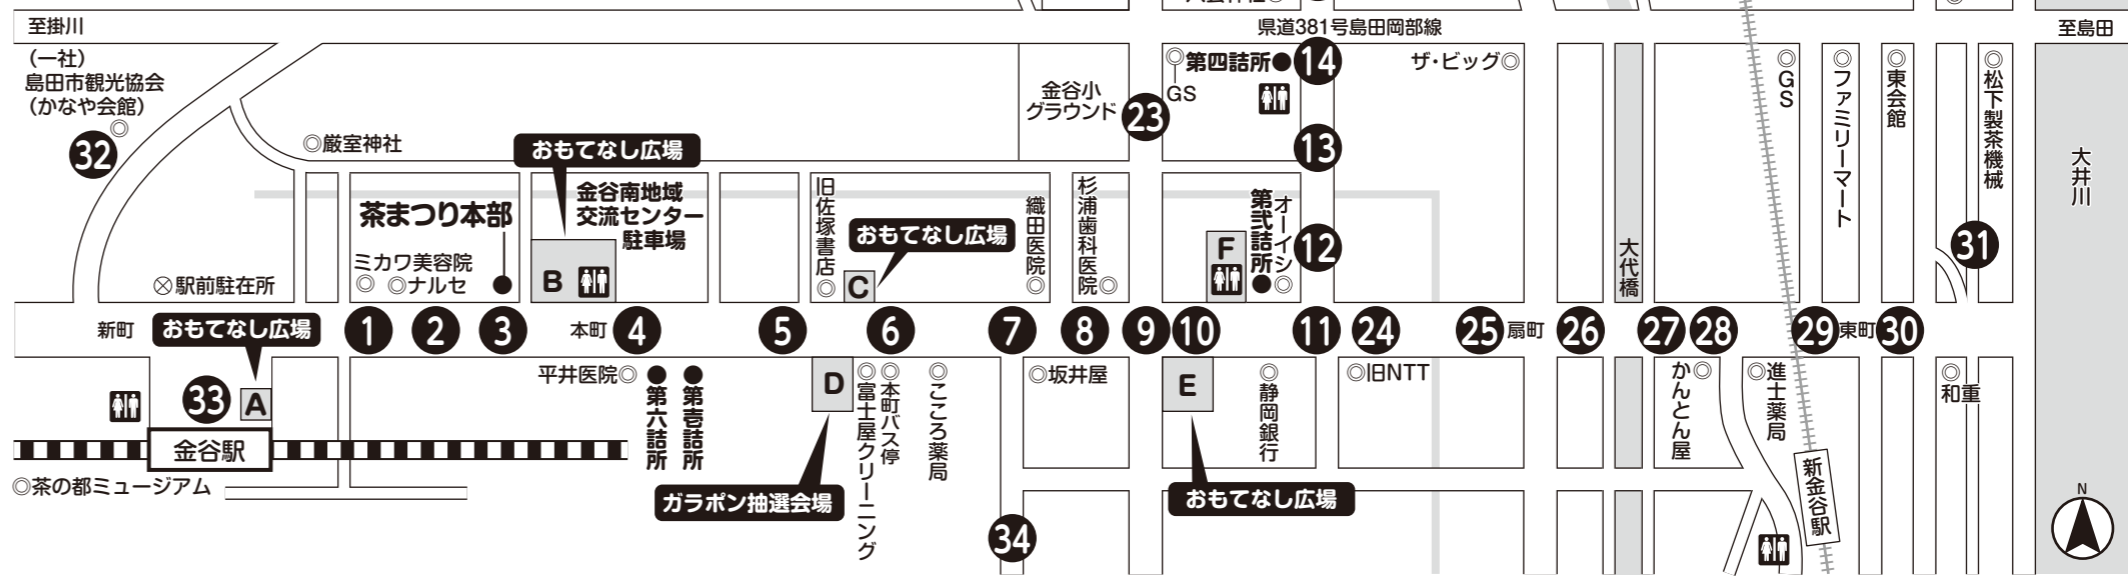 至掛川
県道381号島田岡部線
至島田
(一社)
島田市観光協会
(かなや会館)
◎
32
◎厳室神社
おもてなし広場
金谷小
グラウンド
23
◎GS
第四詰所●
14
13
ザ・ビッグ◎
◎GS
◎ファミリーマート
◎東会館
◎松下製茶機械
大井川
31
茶まつり本部
金谷南地域
交流センター
駐車場
旧佐塚書店◎
おもてなし広場
織田医院◎
杉浦歯科医院◎
第弐詰所●
オーイシ◎
12
大代橋
ミカワ美容院
◎
◎ナルセ
駅前駐在所
B
C
F
新町
おもてなし広場
1
2
3
本町
4
5
6
7
8
9
10
11
24
25
扇町
26
27
28
29
東町
30
33
A
平井医院◎
●第六詰所
●第壱詰所
D
◎富士屋クリーニング
◎本町バス停
◎こころ薬局
◎坂井屋
E
◎静岡銀行
◎旧NTT
かんとん屋◎
◎進士薬局
◎和重
金谷駅
◎茶の都ミュージアム
ガラポン抽選会場
おもてなし広場
新金谷駅
34
N